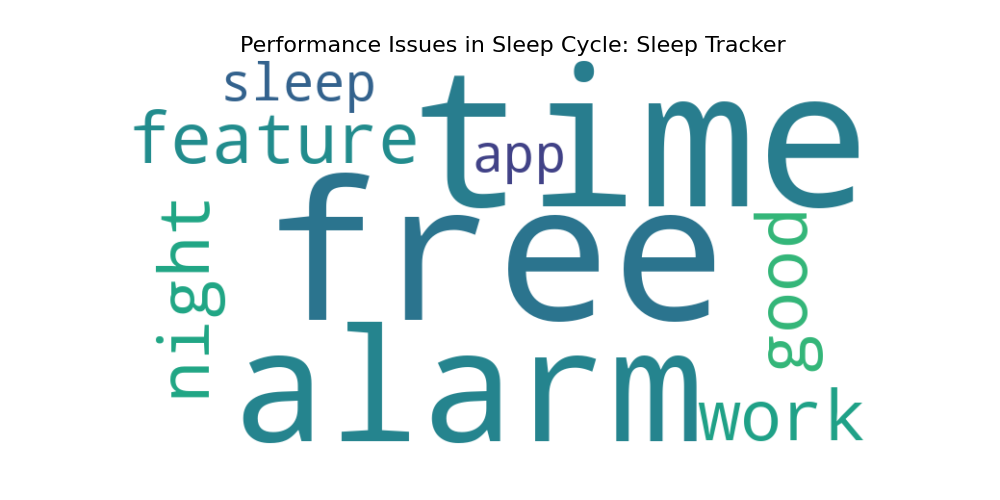 Performance Issues in Sleep Cycle: Sleep Tracker
sleep
feature
time
app
free
night
good
alarm
work